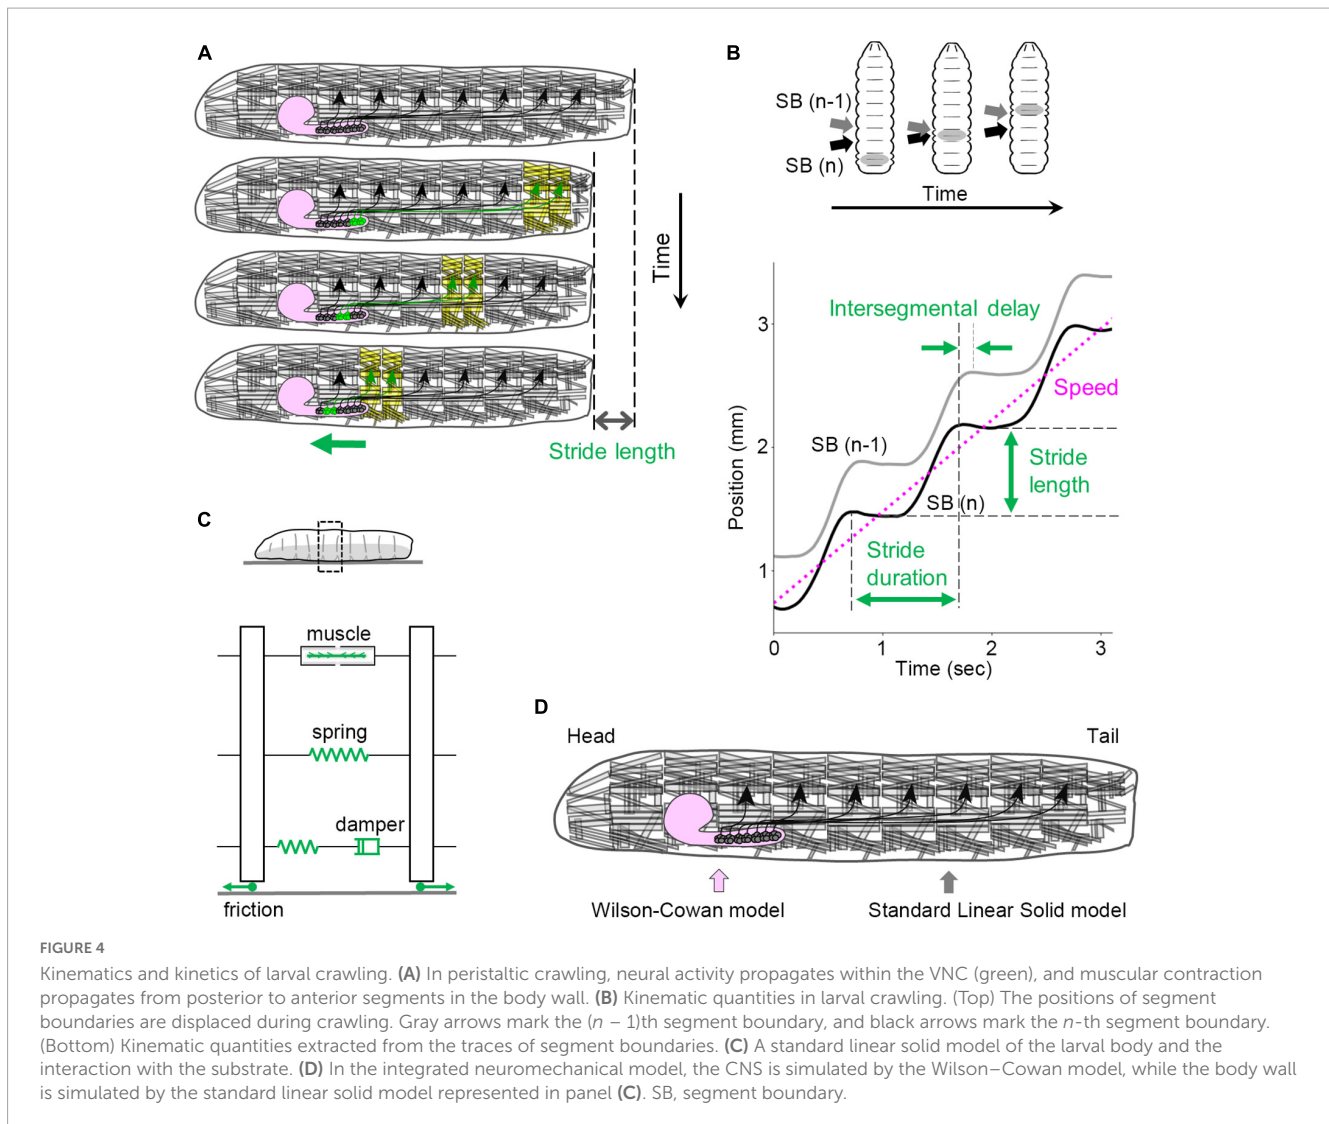 A
Time
Stride length
B
SB (n-1)
SB (n)
Time
Position (mm)
3
2
1
0
1
2
3
Time (sec)
Intersegmental delay
Speed
SB (n-1)
SB (n)
Stride
length
Stride
duration
C
muscle
spring
damper
friction
D
Head
Tail
Wilson-Cowan model
Standard Linear Solid model
FIGURE 4
Kinematics and kinetics of larval crawling. (A) In peristaltic crawling, neural activity propagates within the VNC (green), and muscular contraction
propagates from posterior to anterior segments in the body wall. (B) Kinematic quantities in larval crawling. (Top) The positions of segment
boundaries are displaced during crawling. Gray arrows mark the (n – 1)th segment boundary, and black arrows mark the n-th segment boundary.
(Bottom) Kinematic quantities extracted from the traces of segment boundaries. (C) A standard linear solid model of the larval body and the
interaction with the substrate. (D) In the integrated neuromechanical model, the CNS is simulated by the Wilson–Cowan model, while the body wall
is simulated by the standard linear solid model represented in panel (C). SB, segment boundary.